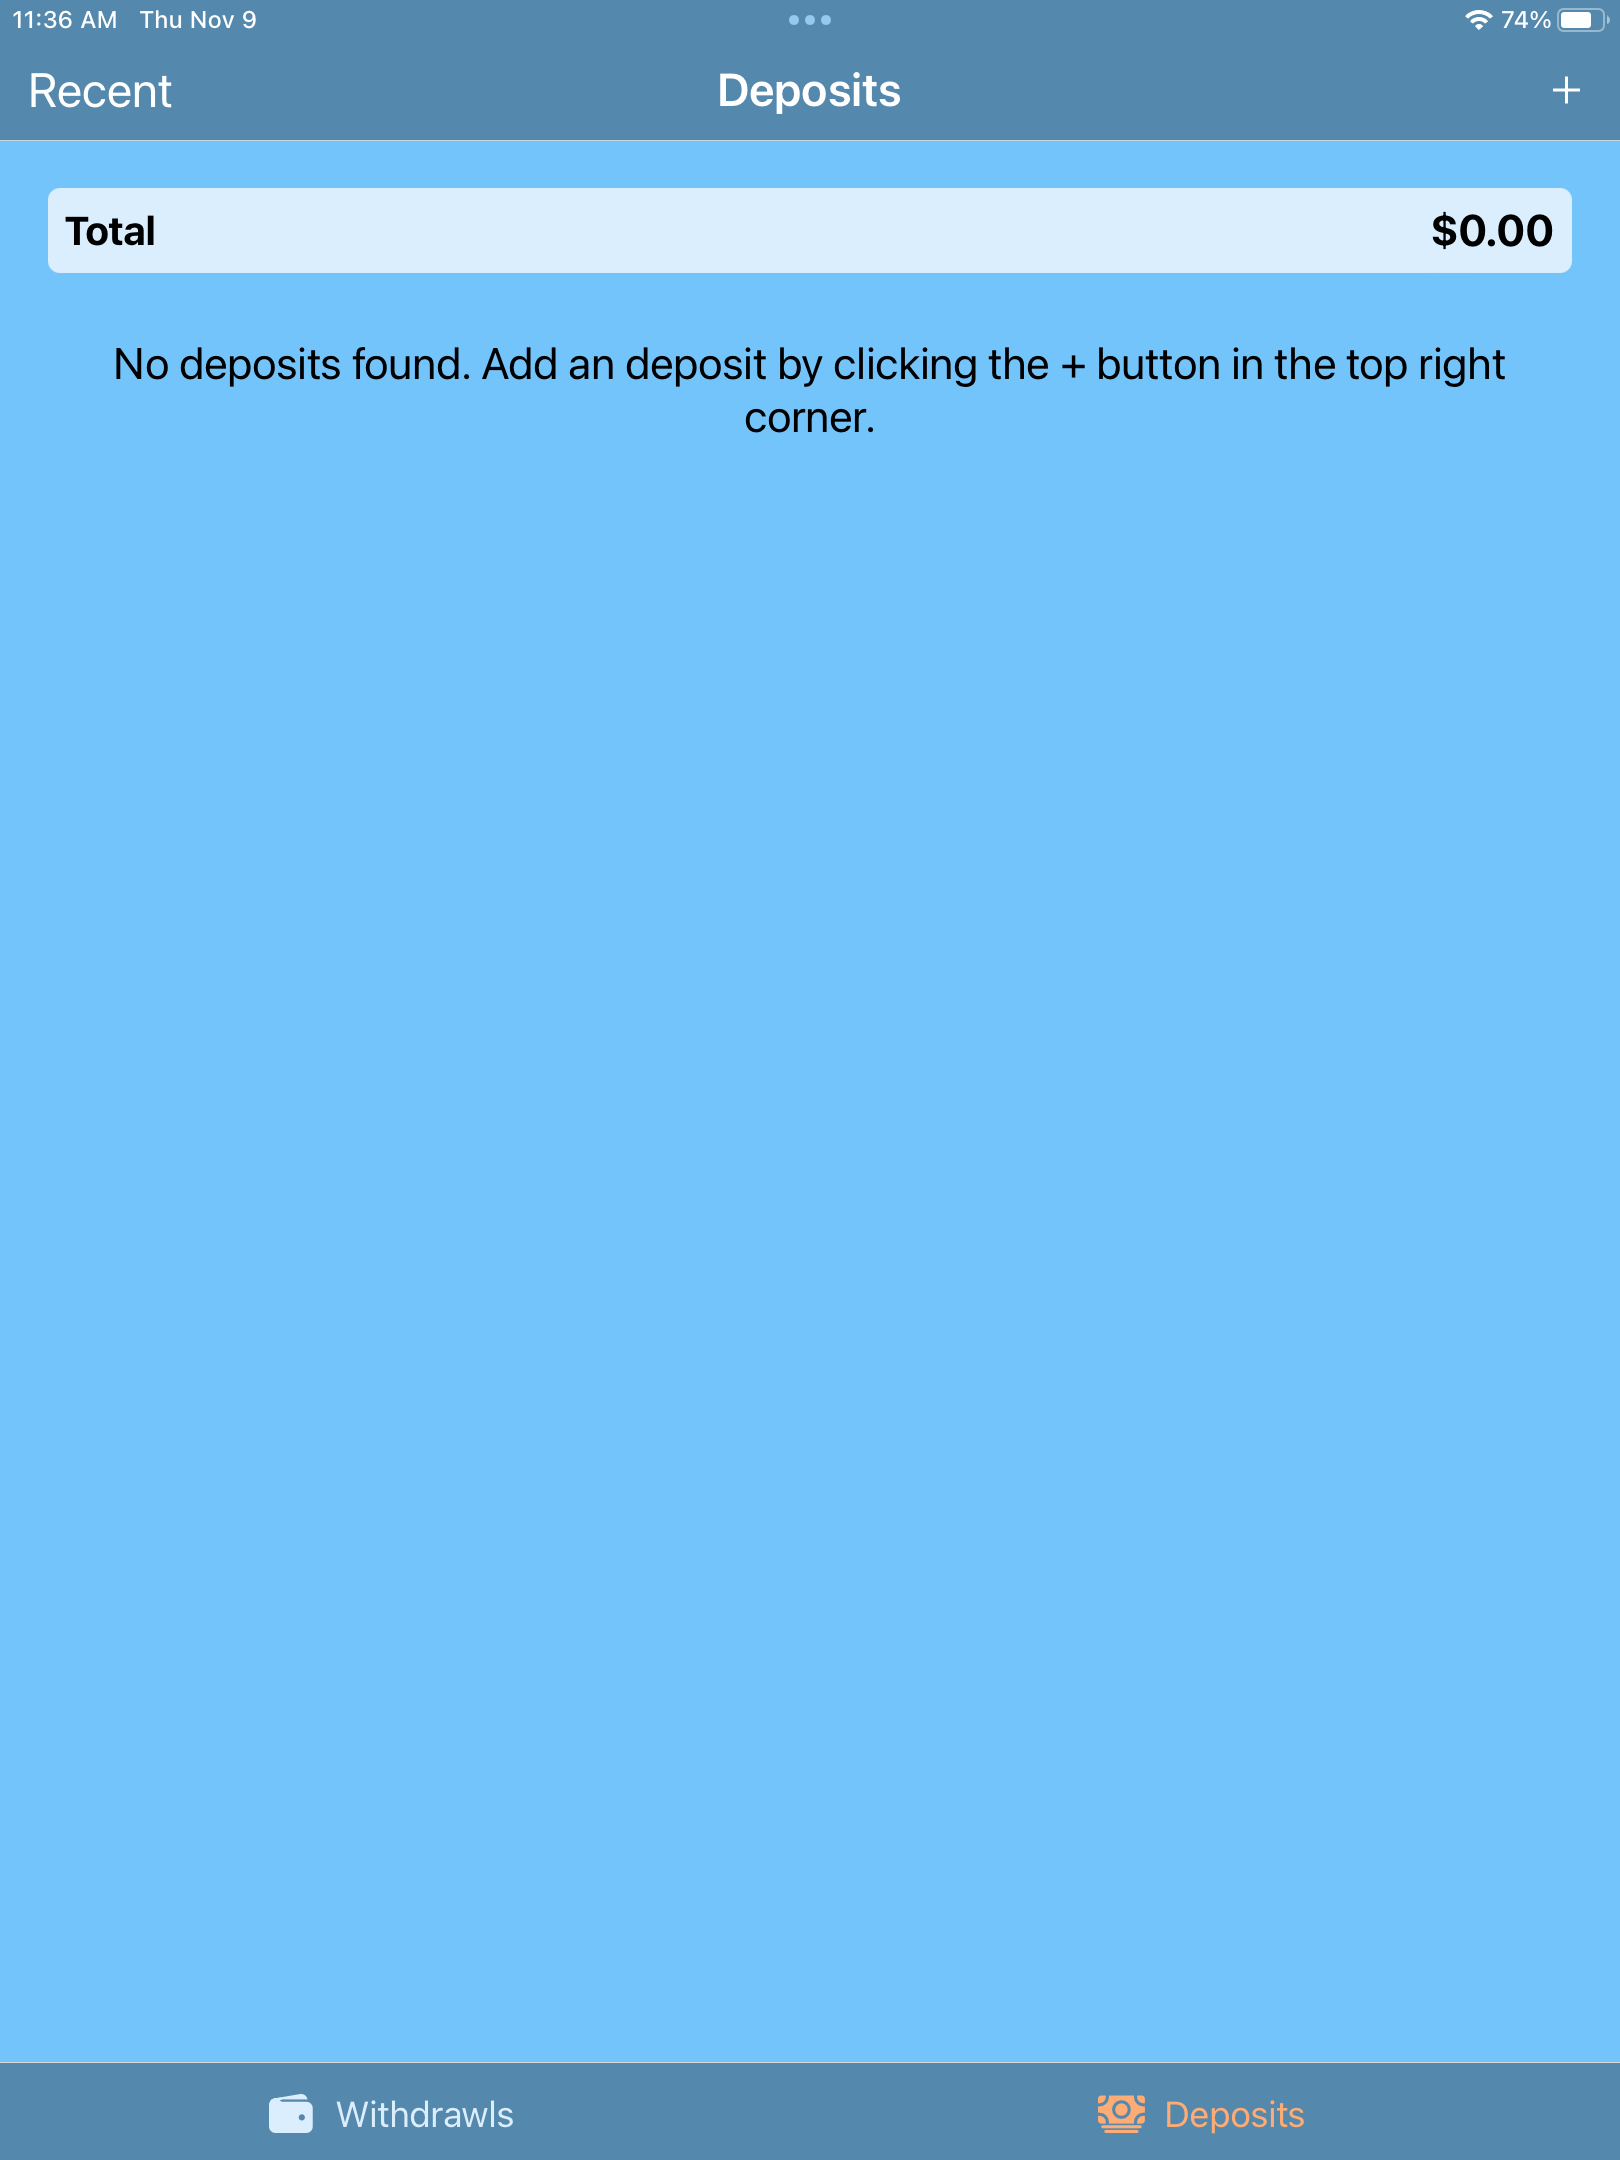 11:36 AM Thu Nov 9
74%
Recent
Deposits
+
Total
$0.00
No deposits found. Add an deposit by clicking the + button in the top right
corner.
Withdrawls
Deposits